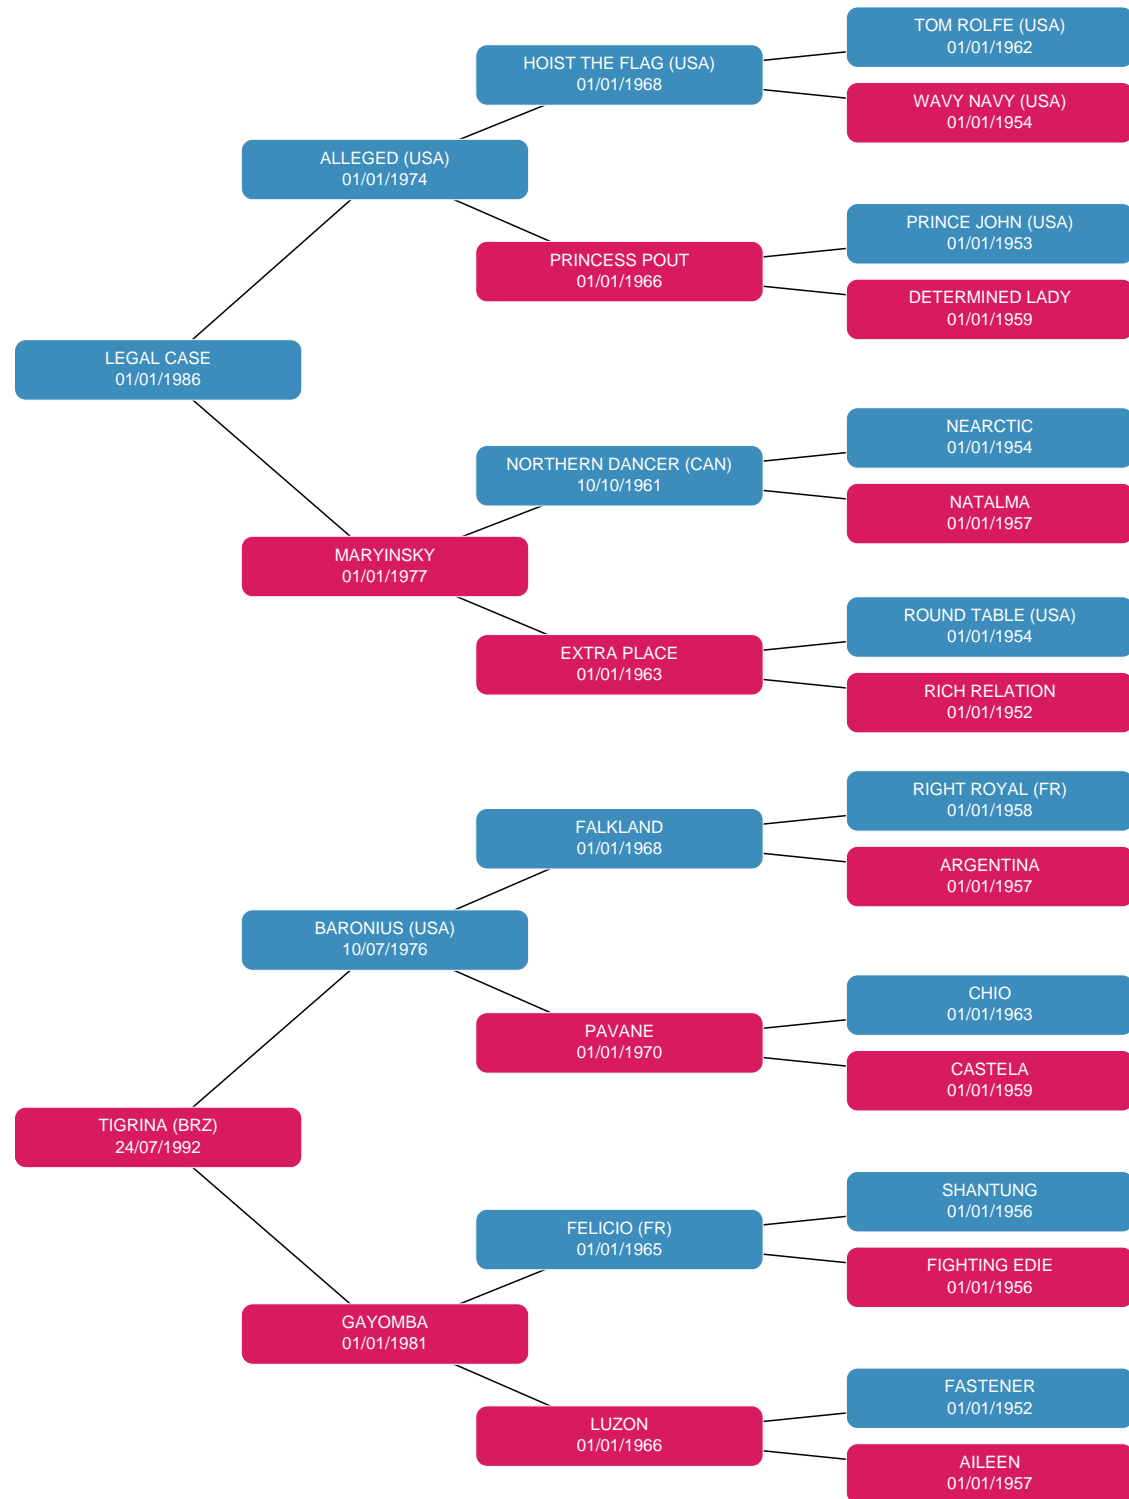 TOM ROLFE (USA)
01/01/1962
HOIST THE FLAG (USA)
01/01/1968
WAVY NAVY (USA)
01/01/1954
ALLEGED (USA)
01/01/1974
PRINCE JOHN (USA)
01/01/1953
PRINCESS POUT
01/01/1966
DETERMINED LADY
01/01/1959
LEGAL CASE
01/01/1986
NEARCTIC
01/01/1954
NORTHERN DANCER (CAN)
10/10/1961
NATALMA
01/01/1957
MARYINSKY
01/01/1977
ROUND TABLE (USA)
01/01/1954
EXTRA PLACE
01/01/1963
RICH RELATION
01/01/1952
RIGHT ROYAL (FR)
01/01/1958
FALKLAND
01/01/1968
ARGENTINA
01/01/1957
BARONIUS (USA)
10/07/1976
CHIO
01/01/1963
PAVANE
01/01/1970
CASTELA
01/01/1959
TIGRINA (BRZ)
24/07/1992
SHANTUNG
01/01/1956
FELICIO (FR)
01/01/1965
FIGHTING EDIE
01/01/1956
GAYOMBA
01/01/1981
FASTENER
01/01/1952
LUZON
01/01/1966
AILEEN
01/01/1957